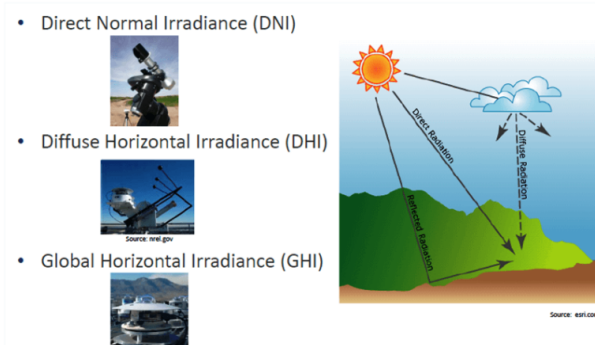 • Direct Normal Irradiance (DNI)
• Diffuse Horizontal Irradiance (DHI)
Source: nrel.gov
• Global Horizontal Irradiance (GHI)
Direct Radiation
Diffuse Radiation
Reflected Radiation
Source: esri.co